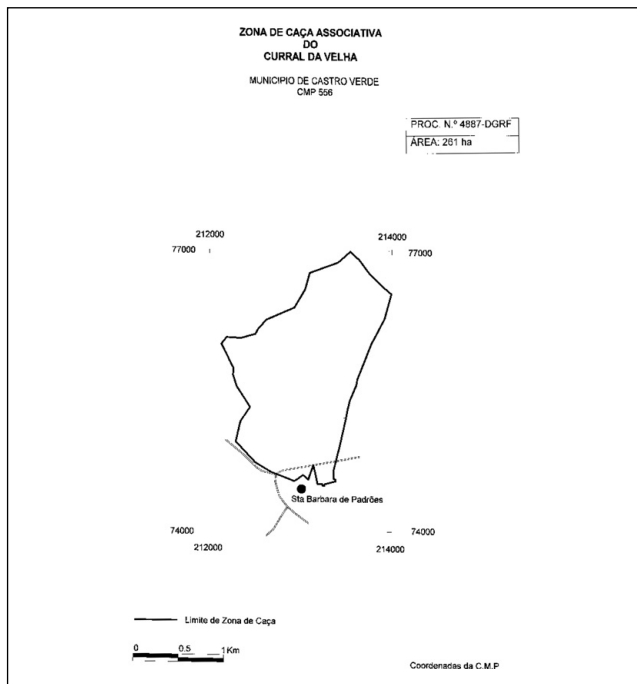 ZONA DE CAÇA ASSOCIATIVA
DO
CURRAL DA VELHA
MUNICIPIO DE CASTRO VERDE
CMP 556
PROC. N.º 4887-DGRF
ÁREA: 261 ha
212000
214000
77000
77000
Sta Barbara de Padrões
74000
74000
212000
214000
Limite de Zona de Caça
0 0.5 1 Km
Coordenadas da C.M.P